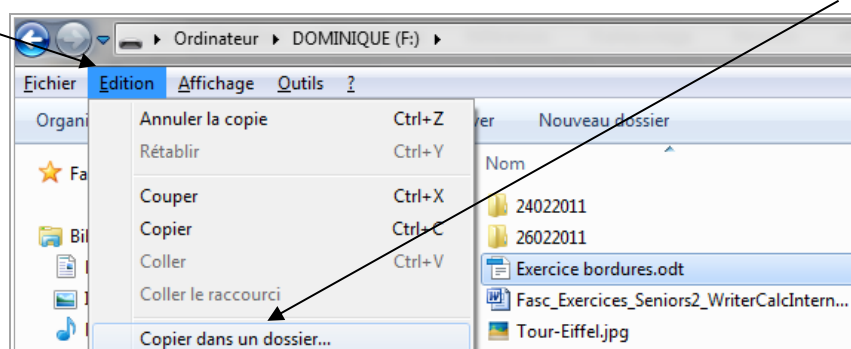 Ordinateur DOMINIQUE (F:)
Fichier Edition Affichage Outils ?
Organi ver Nouveau dossier
Annuler la copie Ctrl+Z
Rétablir Ctrl+Y
Nom
Fa
Couper Ctrl+X
24022011
Bil
Copier Ctrl+C
26022011
Coller Ctrl+V
Exercice bordures.odt
Coller le raccourci
Fasc_Exercices_Seniors2_WriterCalcIntern...
Copier dans un dossier...
Tour-Eiffel.jpg